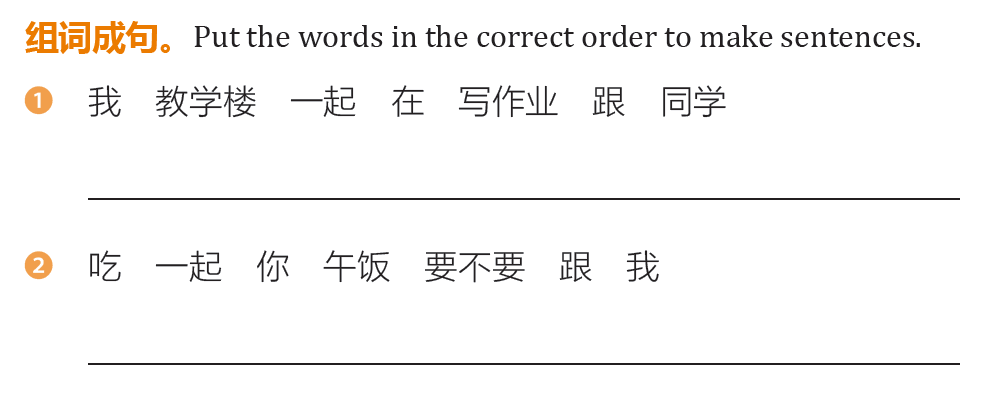 组词成句。Put the words in the correct order to make sentences.
1 我 教学楼 一起 在 写作业 跟 同学
2 吃 一起 你 午饭 要不要 跟 我